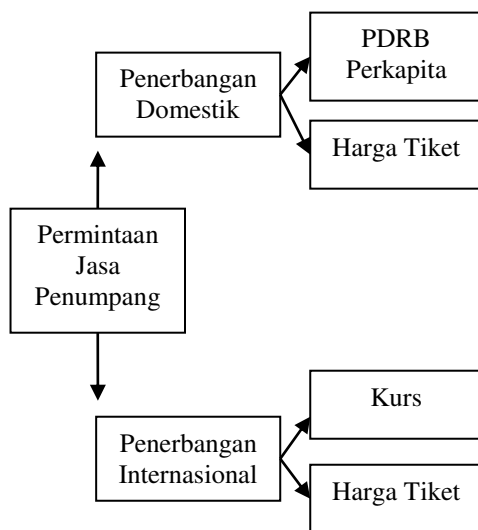 PDRB
Perkapita
Penerbangan
Domestik
Harga Tiket
Permintaan
Jasa
Penumpang
Kurs
Penerbangan
Internasional
Harga Tiket